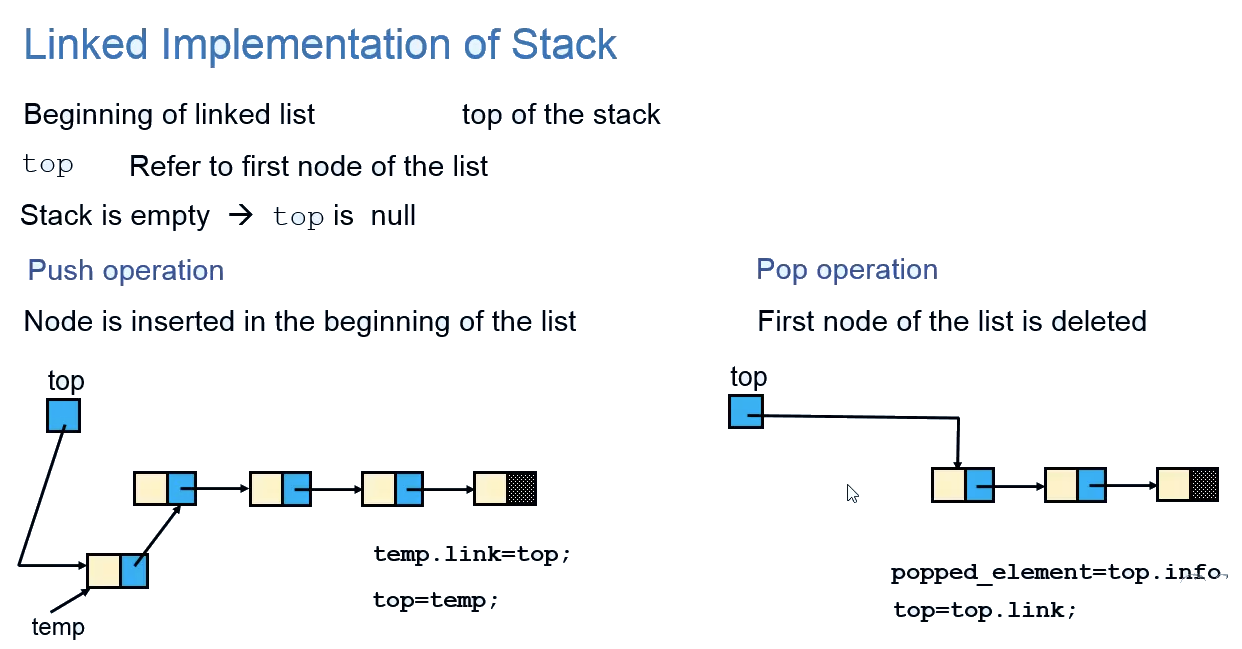 Linked Implementation of Stack
Beginning of linked list top of the stack
top Refer to first node of the list
Stack is empty → top is null
Push operation
Node is inserted in the beginning of the list
top
temp.link=top;
top=temp;
temp
Pop operation
First node of the list is deleted
top
popped_element=top.info
top=top.link;